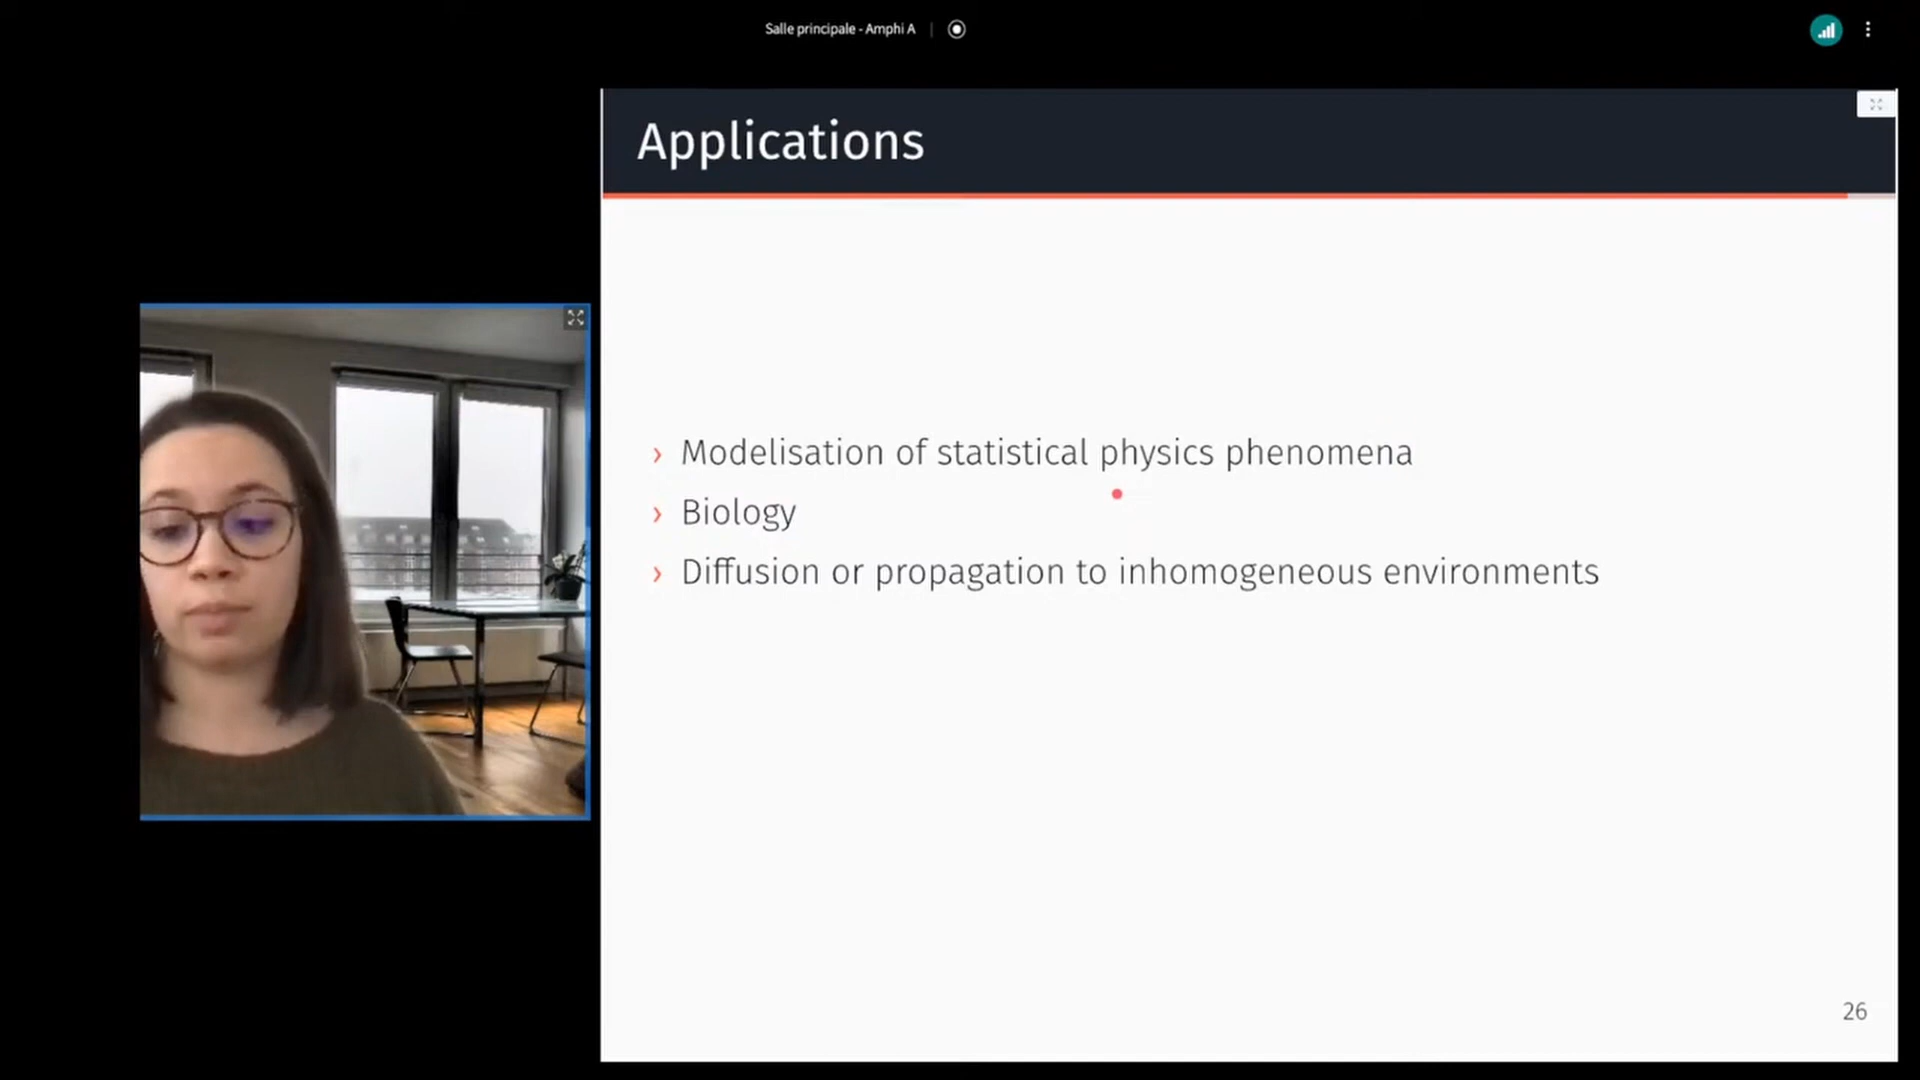 Salle principale - Amphi A
Applications
› Modelisation of statistical physics phenomena
› Biology
› Diffusion or propagation to inhomogeneous environments
26